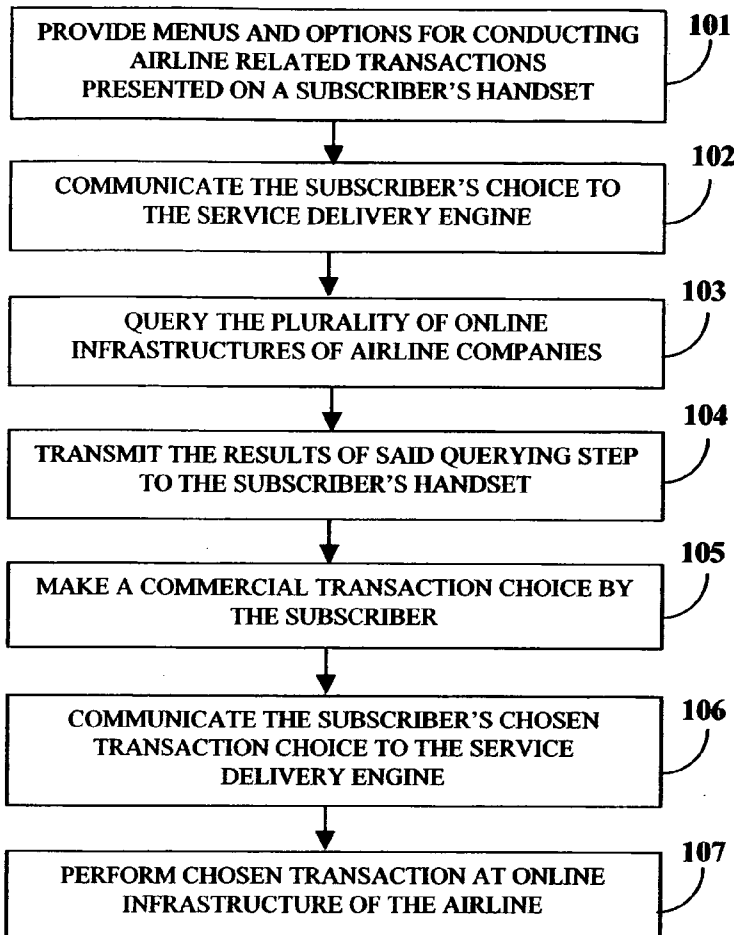 PROVIDE MENUS AND OPTIONS FOR CONDUCTING
AIRLINE RELATED TRANSACTIONS
PRESENTED ON A SUBSCRIBER'S HANDSET
101
COMMUNICATE THE SUBSCRIBER'S CHOICE TO
THE SERVICE DELIVERY ENGINE
102
QUERY THE PLURALITY OF ONLINE
INFRASTRUCTURES OF AIRLINE COMPANIES
103
TRANSMIT THE RESULTS OF SAID QUERYING STEP
TO THE SUBSCRIBER'S HANDSET
104
MAKE A COMMERCIAL TRANSACTION CHOICE BY
THE SUBSCRIBER
105
COMMUNICATE THE SUBSCRIBER'S CHOSEN
TRANSACTION CHOICE TO THE SERVICE
DELIVERY ENGINE
106
PERFORM CHOSEN TRANSACTION AT ONLINE
INFRASTRUCTURE OF THE AIRLINE
107